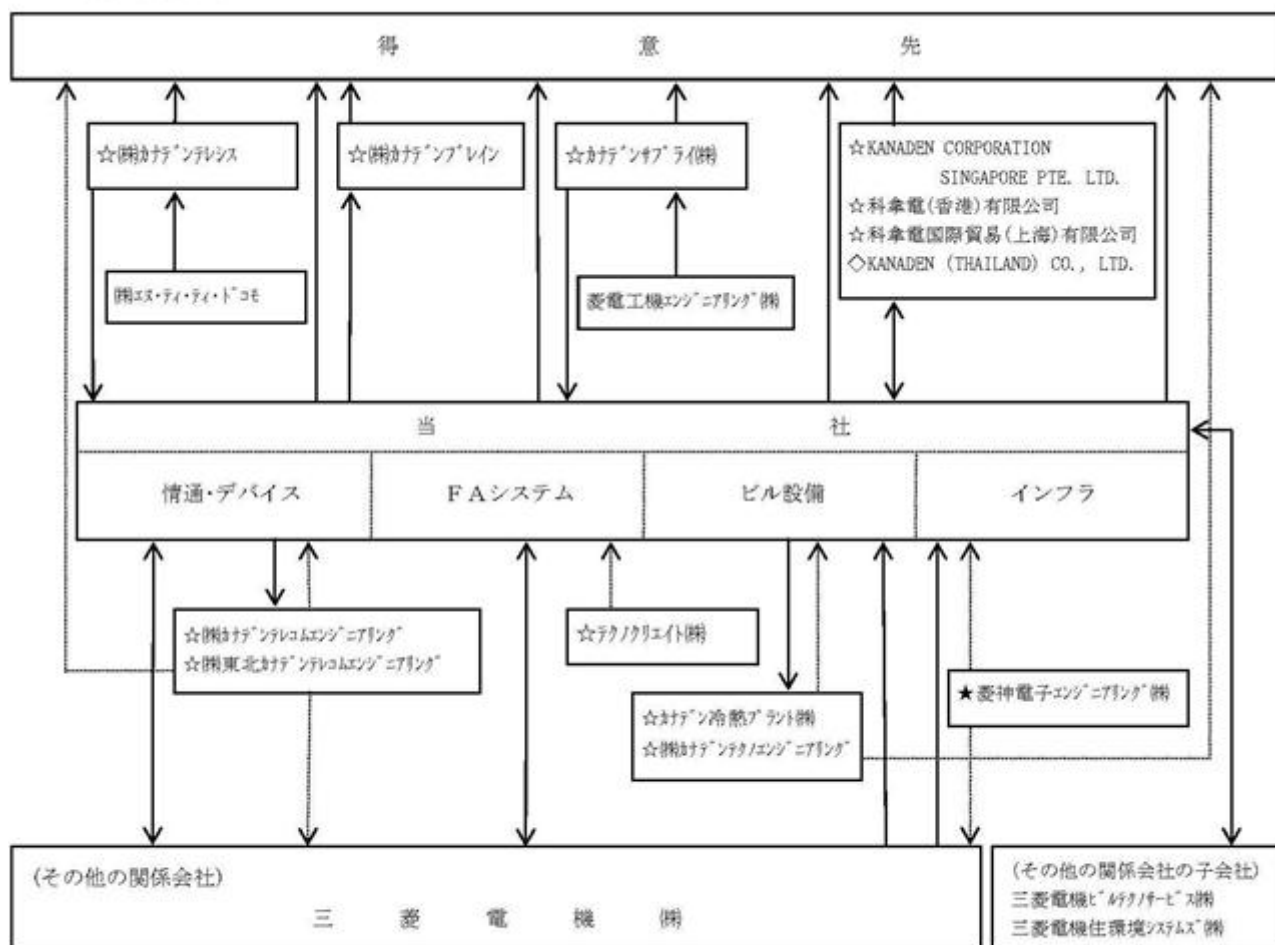 得意先
☆㈱ｶﾅﾃﾞﾝﾃﾚｼｽ
☆㈱ｶﾅﾃﾞﾝﾌﾞﾚｲﾝ
☆ｶﾅﾃﾞﾝｻﾌﾟﾗｲ㈱
☆KANADEN CORPORATION
SINGAPORE PTE. LTD.
☆科拿電(香港)有限公司
☆科拿電国際貿易(上海)有限公司
◇KANADEN (THAILAND) CO., LTD.
㈱ｴﾇ・ﾃｨ・ﾃｨ・ﾄﾞｺﾓ
菱電工機ｴﾝｼﾞﾆｱﾘﾝｸﾞ㈱
当社
情通・デバイス
ＦＡシステム
ビル設備
インフラ
☆㈱ｶﾅﾃﾞﾝﾃﾚｺﾑｴﾝｼﾞﾆｱﾘﾝｸﾞ
☆㈱東北ｶﾅﾃﾞﾝﾃﾚｺﾑｴﾝｼﾞﾆｱﾘﾝｸﾞ
☆ﾃｸﾉｸﾘｴｲﾄ㈱
★菱神電子ｴﾝｼﾞﾆｱﾘﾝｸﾞ㈱
☆ｶﾅﾃﾞﾝ冷熱ﾌﾟﾗﾝﾄ㈱
☆㈱ｶﾅﾃﾞﾝﾃｸﾉｴﾝｼﾞﾆｱﾘﾝｸﾞ
(その他の関係会社)
三菱電機㈱
(その他の関係会社の子会社)
三菱電機ﾋﾞﾙﾃｸﾉｻｰﾋﾞｽ㈱
三菱電機住環境ｼｽﾃﾑｽﾞ㈱